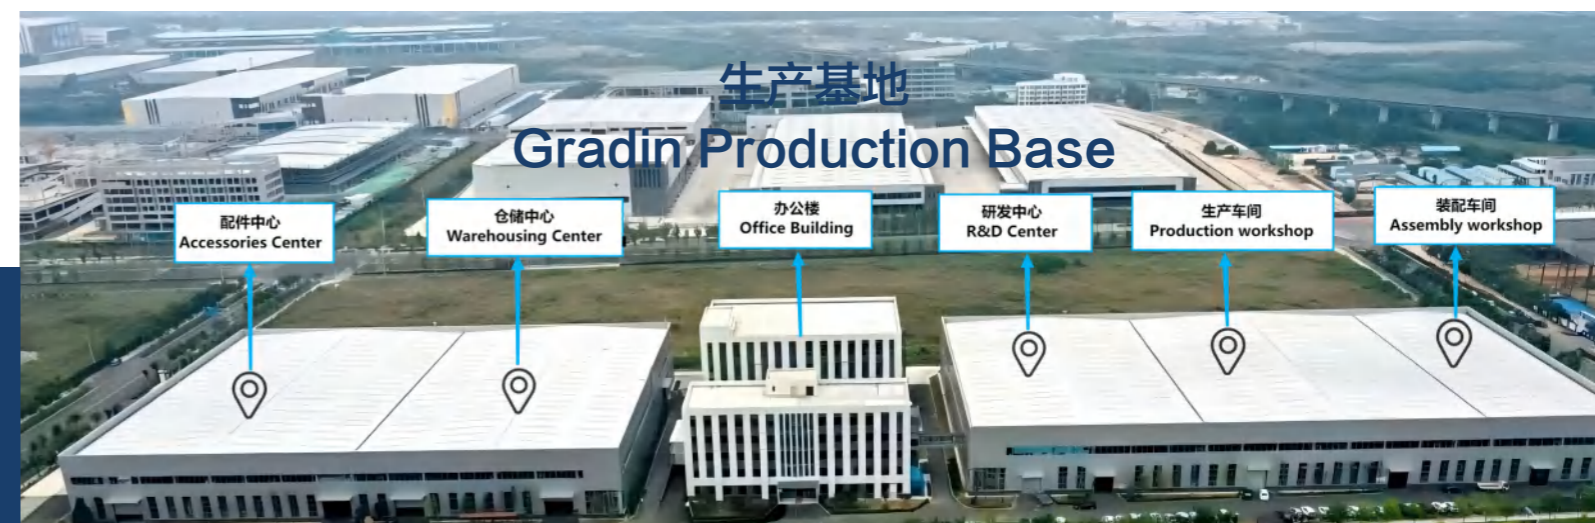 生产基地
Gradin Production Base
配件中心
Accessories Center
仓储中心
Warehousing Center
办公楼
Office Building
研发中心
R&D Center
生产车间
Production workshop
装配车间
Assembly workshop